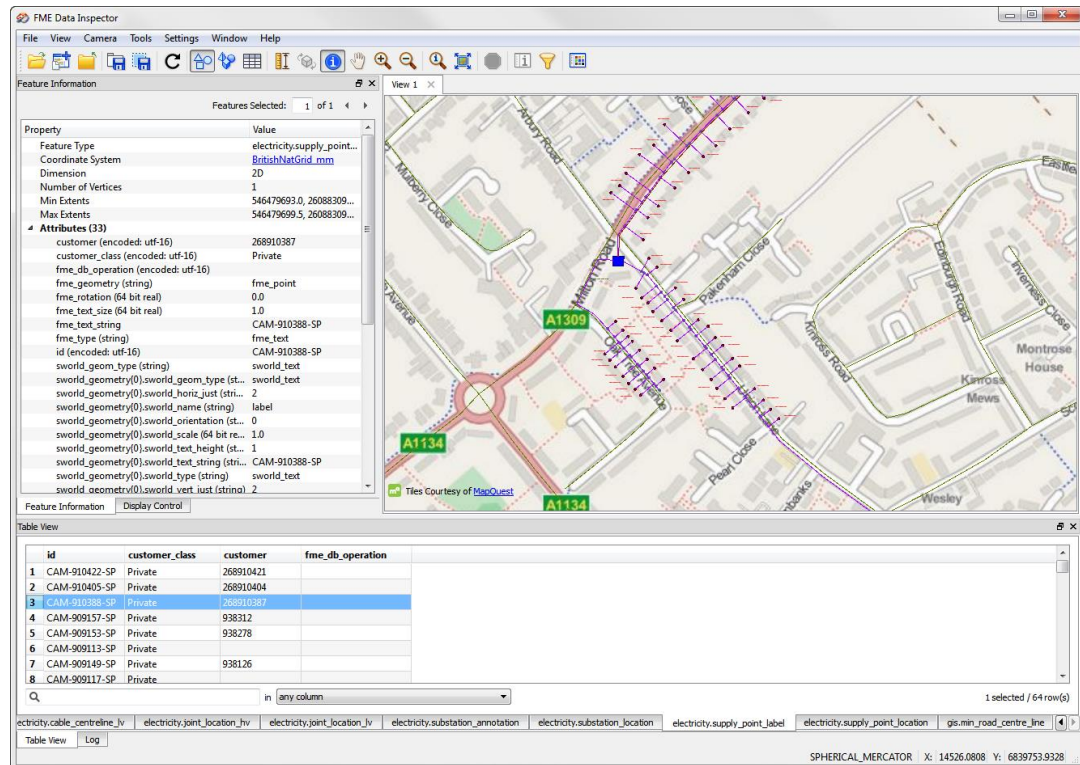 FME Data Inspector
File View Camera Tools Settings Window Help
Feature Information
View 1
Features Selected: 1 of 1
Property Value
Feature Type electricity.supply_point...
Coordinate System BritishNatGrid_mm
Dimension 2D
Number of Vertices 1
Min Extents 546479693.0, 26088309...
Max Extents 546479699.5, 26088309...
Attributes (33)
customer (encoded: utf-16) 268910387
customer_class (encoded: utf-16) Private
fme_db_operation (encoded: utf-16)
fme_geometry (string) fme_point
fme_rotation (64 bit real) 0.0
fme_text_size (64 bit real) 1.0
fme_text_string CAM-910388-SP
fme_type (string) fme_text
id (encoded: utf-16) CAM-910388-SP
sworld_geom_type (string) sworld_text
sworld_geometry{0}.sworld_geom_type (st... sworld_text
sworld_geometry{0}.sworld_horiz_just (stri... 2
sworld_geometry{0}.sworld_name (string) label
sworld_geometry{0}.sworld_orientation (st... 0
sworld_geometry{0}.sworld_scale (64 bit re... 1.0
sworld_geometry{0}.sworld_text_height (st... 1
sworld_geometry{0}.sworld_text_string (stri... CAM-910388-SP
sworld_geometry{0}.sworld_type (string) sworld_text
sworld_geometry{0}.sworld_vert_just (string) 2
Feature Information Display Control
Arbury Road
Mulberry Close
Avenue
Milton Road
A1309
Oak Tree Avenue
Union Lane
Pakenham Close
Kinross Road
Edinburgh Road
Inverness Close
Montrose House
Kinross Mews
Pearl Close
Wesley
A1134
A1134
Tiles Courtesy of MapQuest
Table View
id customer_class customer fme_db_operation
1 CAM-910422-SP Private 268910421
2 CAM-910405-SP Private 268910404
3 CAM-910388-SP Private 268910387
4 CAM-909157-SP Private 938312
5 CAM-909153-SP Private 938278
6 CAM-909113-SP Private
7 CAM-909149-SP Private 938126
8 CAM-909117-SP Private
in any column
1 selected / 64 row(s)
ectricity.cable_centreline_lv electricity.joint_location_hv electricity.joint_location_lv electricity.substation_annotation electricity.substation_location electricity.supply_point_label electricity.supply_point_location gis.min_road_centre_line
Table View Log
SPHERICAL_MERCATOR X: 14526.0808 Y: 6839753.9328